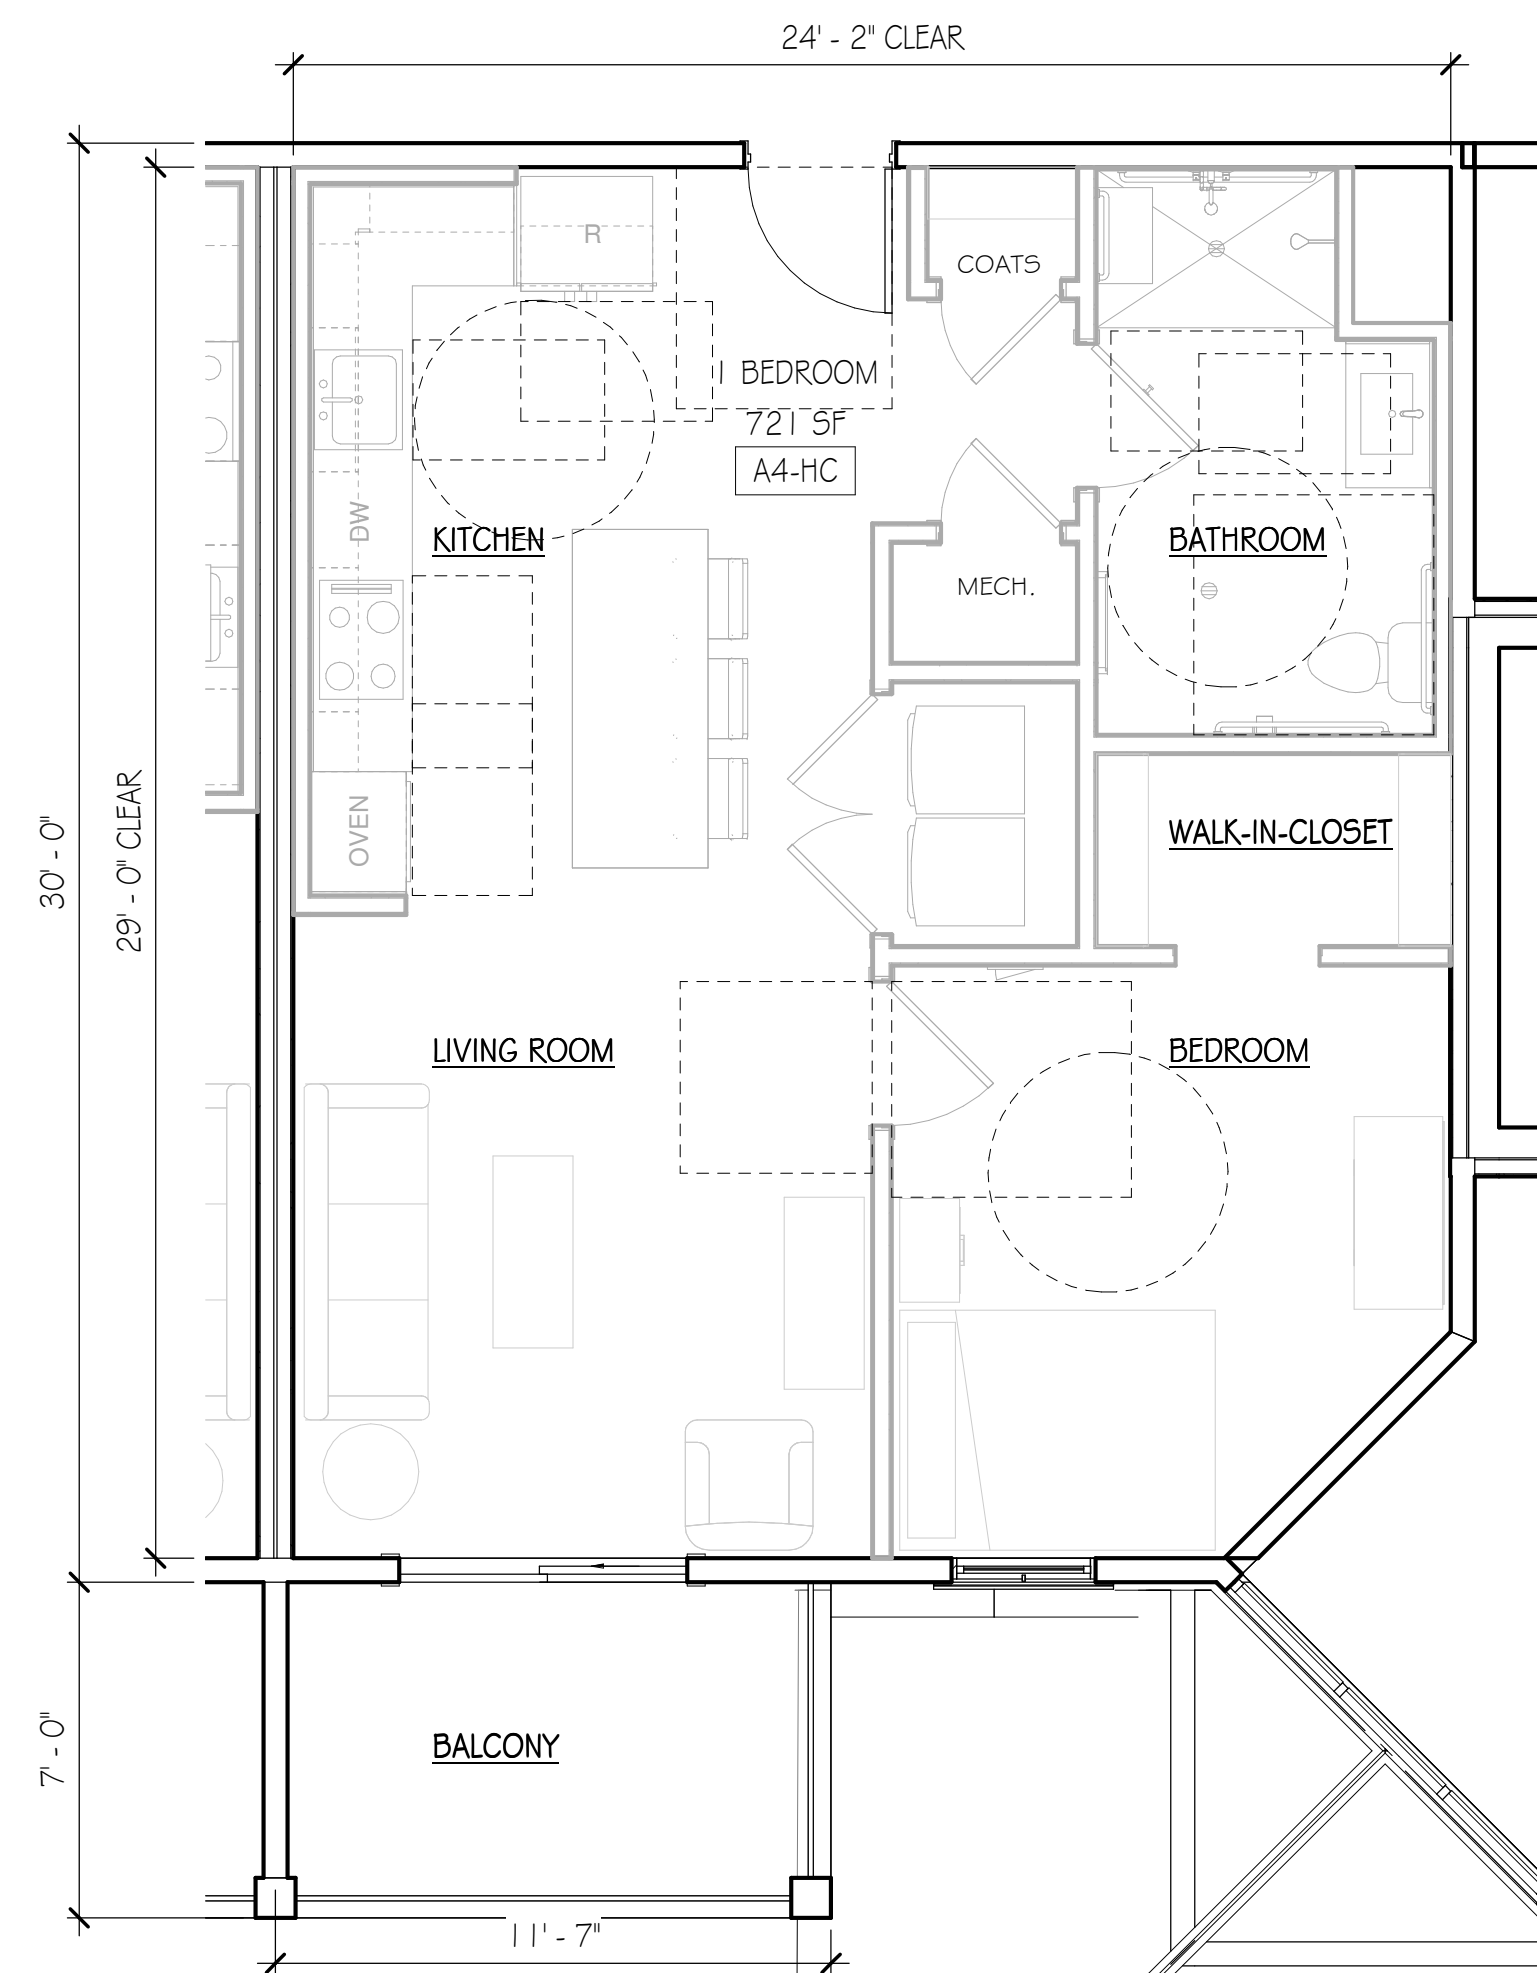 24' - 2" CLEAR
R
COATS
1 BEDROOM
721 SF
A4-HC
DW
KITCHEN
BATHROOM
MECH.
OVEN
WALK-IN-CLOSET
30' - 0"
29' - 0" CLEAR
LIVING ROOM
BEDROOM
7' - 0"
BALCONY
11' - 7"